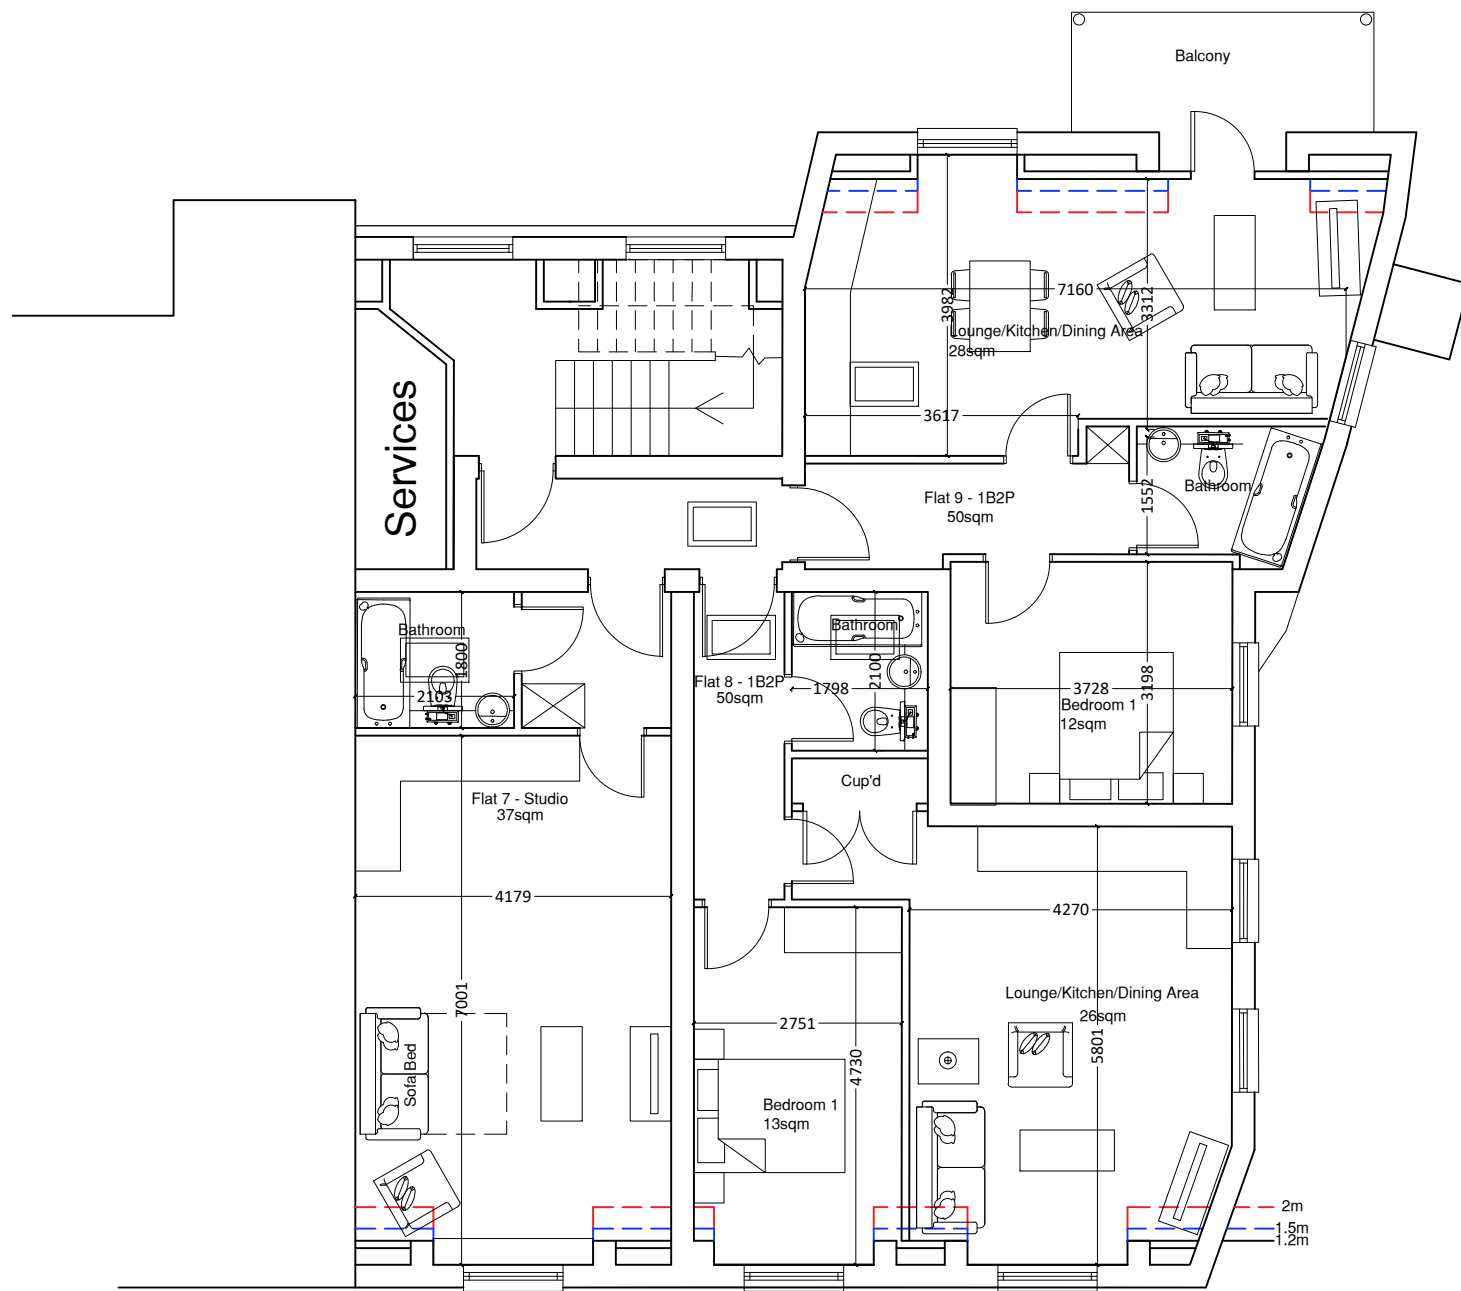 Balcony
7160
3982
3312
Lounge/Kitchen/Dining Area
28sqm
3617
Services
Flat 9 - 1B2P
50sqm
1552
Bathroom
Bathroom
1800
2103
Flat 8 - 1B2P
50sqm
Bathroom
2100
1798
3728
3198
Bedroom 1
12sqm
Cup'd
Flat 7 - Studio
37sqm
4179
7001
Sofa Bed
4270
Lounge/Kitchen/Dining Area
26sqm
5801
2751
4730
Bedroom 1
13sqm
2m
1.5m
1.2m